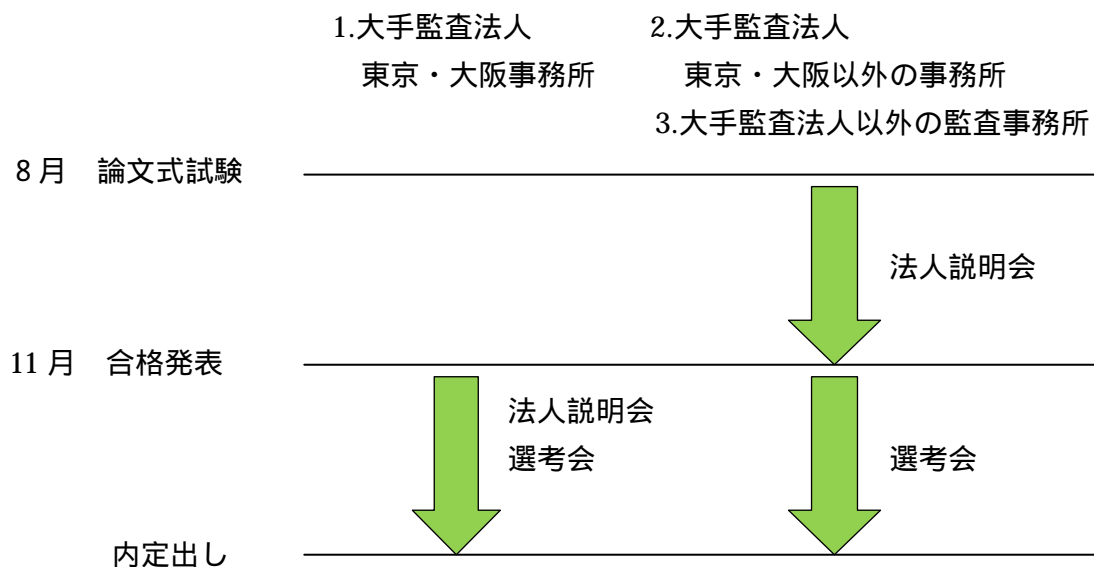 1.大手監査法人
東京・大阪事務所
2.大手監査法人
東京・大阪以外の事務所
3.大手監査法人以外の監査事務所
8月　論文式試験
法人説明会
11月　合格発表
法人説明会
選考会
選考会
内定出し